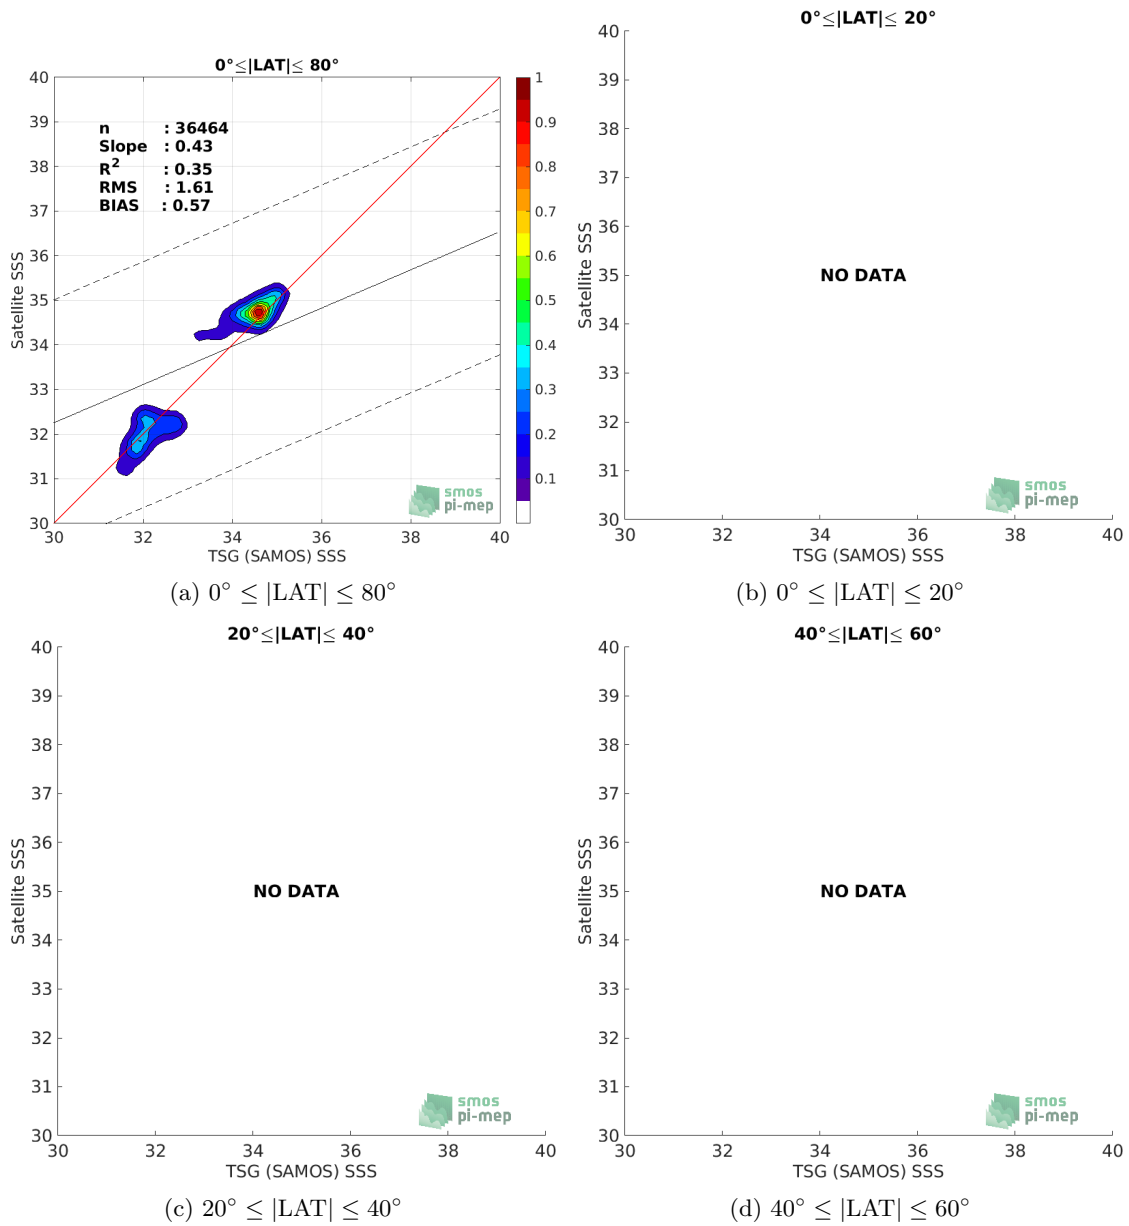 0°≤|LAT|≤ 80°
n : 36464
Slope : 0.43
R2 : 0.35
RMS : 1.61
BIAS : 0.57
40
39
38
37
36
35
34
33
32
31
30
Satellite SSS
30 32 34 36 38 40
TSG (SAMOS) SSS
1
0.9
0.8
0.7
0.6
0.5
0.4
0.3
0.2
0.1
smos
pi-mep
(a) 0° ≤ |LAT| ≤ 80°
0°≤|LAT|≤ 20°
40
39
38
37
36
35
34
33
32
31
30
Satellite SSS
NO DATA
smos
pi-mep
30 32 34 36 38 40
TSG (SAMOS) SSS
(b) 0° ≤ |LAT| ≤ 20°
20°≤|LAT|≤ 40°
40
39
38
37
36
35
34
33
32
31
30
Satellite SSS
NO DATA
smos
pi-mep
30 32 34 36 38 40
TSG (SAMOS) SSS
(c) 20° ≤ |LAT| ≤ 40°
40°≤|LAT|≤ 60°
40
39
38
37
36
35
34
33
32
31
30
Satellite SSS
NO DATA
smos
pi-mep
30 32 34 36 38 40
TSG (SAMOS) SSS
(d) 40° ≤ |LAT| ≤ 60°